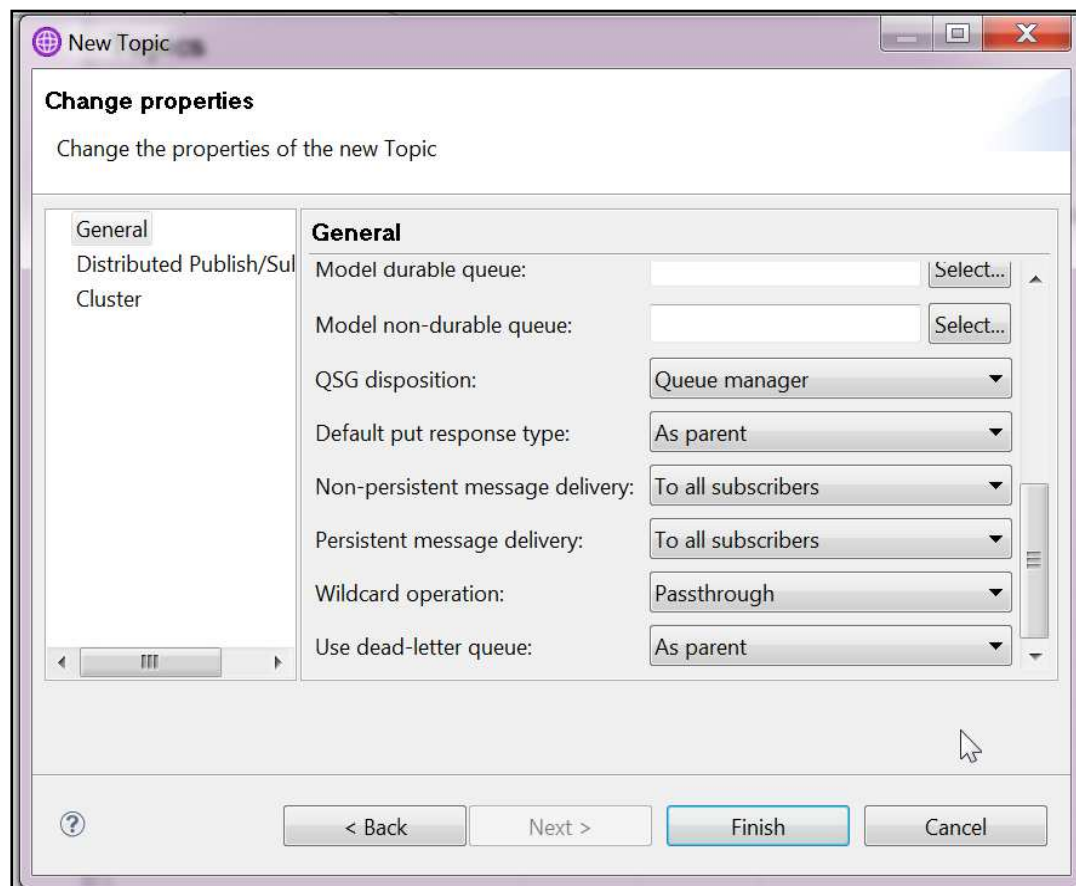 New Topic
Change properties
Change the properties of the new Topic
General
Distributed Publish/Sul
Cluster
General
Model durable queue: Select...
Model non-durable queue: Select...
QSG disposition: Queue manager
Default put response type: As parent
Non-persistent message delivery: To all subscribers
Persistent message delivery: To all subscribers
Wildcard operation: Passthrough
Use dead-letter queue: As parent
< Back Next > Finish Cancel